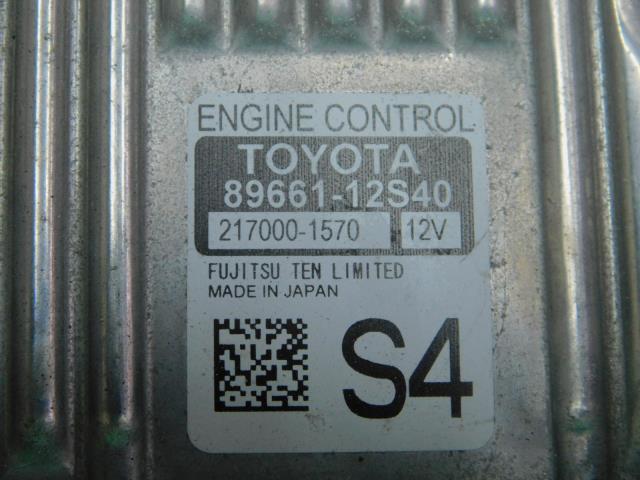 ENGINE CONTROL
TOYOTA
89661-12S40
217000-1570 12V
FUJITSU TEN LIMITED
MADE IN JAPAN
S4